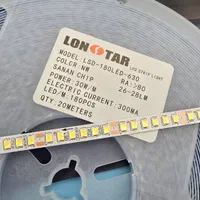 LONSTAR
LED STRIP LIGHT
MODEL: LSD-180LED-630
COLOR: NW RA:>80
SANAN CHIP 26-28LM
POWER: 30W/M
ELECTRIC CURRENT: 300MA
LED/M: 180PCS
QTY: 20METERS